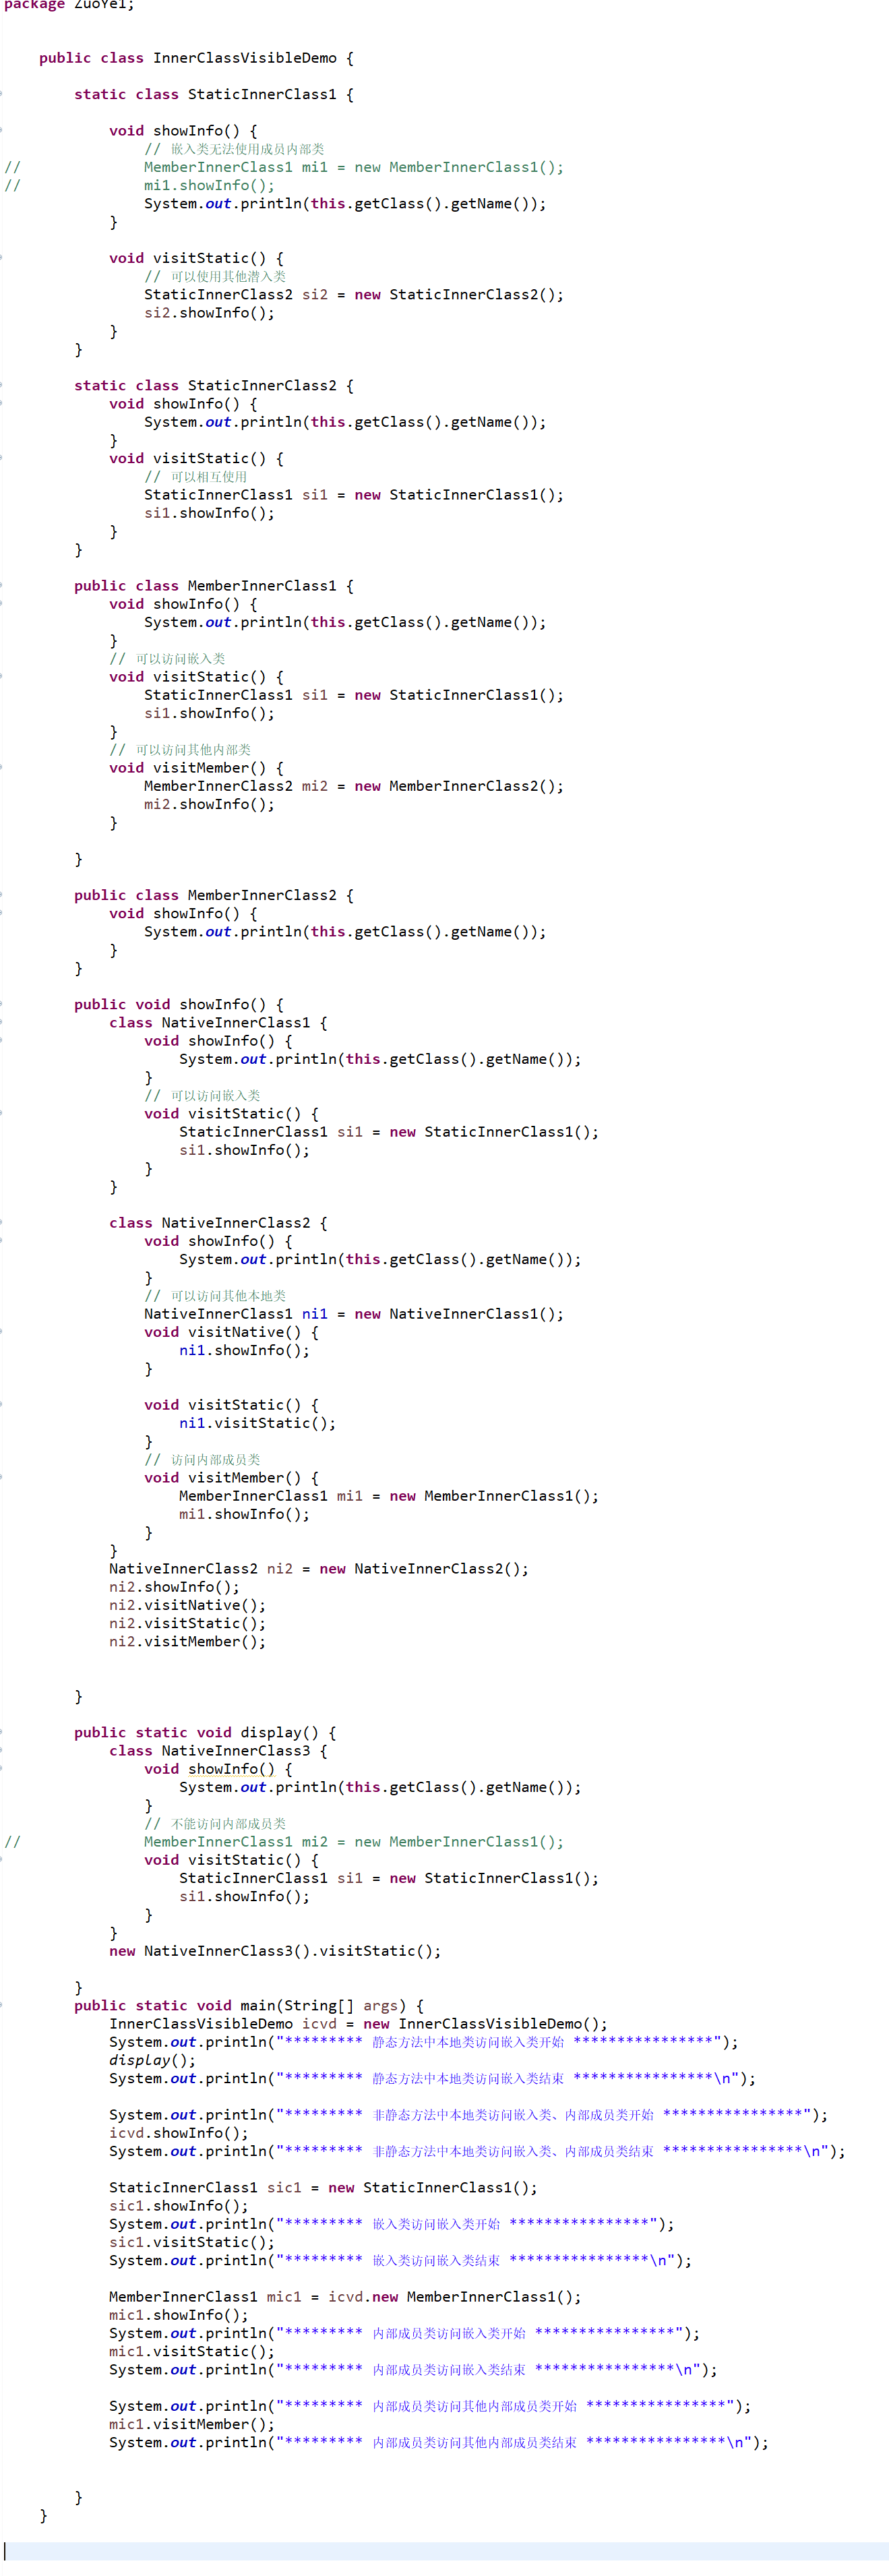 package ZuoYe1;
public class InnerClassVisibleDemo {
static class StaticInnerClass1 {
void showInfo() {
// 嵌入类无法使用成员内部类
// MemberInnerClass1 mi1 = new MemberInnerClass1();
// mi1.showInfo();
System.out.println(this.getClass().getName());
}
void visitStatic() {
// 可以使用其他潜入类
StaticInnerClass2 si2 = new StaticInnerClass2();
si2.showInfo();
}
}
static class StaticInnerClass2 {
void showInfo() {
System.out.println(this.getClass().getName());
}
void visitStatic() {
// 可以相互使用
StaticInnerClass1 si1 = new StaticInnerClass1();
si1.showInfo();
}
}
public class MemberInnerClass1 {
void showInfo() {
System.out.println(this.getClass().getName());
}
// 可以访问嵌入类
void visitStatic() {
StaticInnerClass1 si1 = new StaticInnerClass1();
si1.showInfo();
}
// 可以访问其他内部类
void visitMember() {
MemberInnerClass2 mi2 = new MemberInnerClass2();
mi2.showInfo();
}
}
public class MemberInnerClass2 {
void showInfo() {
System.out.println(this.getClass().getName());
}
}
public void showInfo() {
class NativeInnerClass1 {
void showInfo() {
System.out.println(this.getClass().getName());
}
// 可以访问嵌入类
void visitStatic() {
StaticInnerClass1 si1 = new StaticInnerClass1();
si1.showInfo();
}
}
class NativeInnerClass2 {
void showInfo() {
System.out.println(this.getClass().getName());
}
// 可以访问其他本地类
NativeInnerClass1 ni1 = new NativeInnerClass1();
void visitNative() {
ni1.showInfo();
}
void visitStatic() {
ni1.visitStatic();
}
// 访问内部成员类
void visitMember() {
MemberInnerClass1 mi1 = new MemberInnerClass1();
mi1.showInfo();
}
}
NativeInnerClass2 ni2 = new NativeInnerClass2();
ni2.showInfo();
ni2.visitNative();
ni2.visitStatic();
ni2.visitMember();
}
public static void display() {
class NativeInnerClass3 {
void showInfo() {
System.out.println(this.getClass().getName());
}
// 不能访问内部成员类
// MemberInnerClass1 mi2 = new MemberInnerClass1();
void visitStatic() {
StaticInnerClass1 si1 = new StaticInnerClass1();
si1.showInfo();
}
}
new NativeInnerClass3().visitStatic();
}
public static void main(String[] args) {
InnerClassVisibleDemo icvd = new InnerClassVisibleDemo();
System.out.println("********* 静态方法中本地类访问嵌入类开始 ****************");
display();
System.out.println("********* 静态方法中本地类访问嵌入类结束 ****************\n");
System.out.println("********* 非静态方法中本地类访问嵌入类、内部成员类开始 ****************");
icvd.showInfo();
System.out.println("********* 非静态方法中本地类访问嵌入类、内部成员类结束 ****************\n");
StaticInnerClass1 sic1 = new StaticInnerClass1();
sic1.showInfo();
System.out.println("********* 嵌入类访问嵌入类开始 ****************");
sic1.visitStatic();
System.out.println("********* 嵌入类访问嵌入类结束 ****************\n");
MemberInnerClass1 mic1 = icvd.new MemberInnerClass1();
mic1.showInfo();
System.out.println("********* 内部成员类访问嵌入类开始 ****************");
mic1.visitStatic();
System.out.println("********* 内部成员类访问嵌入类结束 ****************\n");
System.out.println("********* 内部成员类访问其他内部成员类开始 ****************");
mic1.visitMember();
System.out.println("********* 内部成员类访问其他内部成员类结束 ****************\n");
}
}